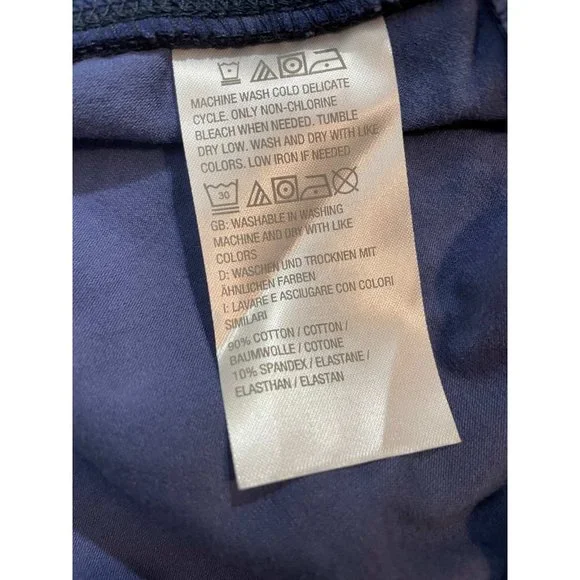 MACHINE WASH COLD DELICATE
CYCLE. ONLY NON-CHLORINE
BLEACH WHEN NEEDED. TUMBLE
DRY LOW. WASH AND DRY WITH LIKE
COLORS. LOW IRON IF NEEDED
30
GB: WASHABLE IN WASHING
MACHINE AND DRY WITH LIKE
COLORS
D: WASCHEN UND TROCKNEN MIT
ÄHNLICHEN FARBEN
I: LAVARE E ASCIUGARE CON COLORI
SIMILARI
90% COTTON / COTTON /
BAUMWOLLE / COTONE
10% SPANDEX / ELASTANE /
ELASTHAN / ELASTAN